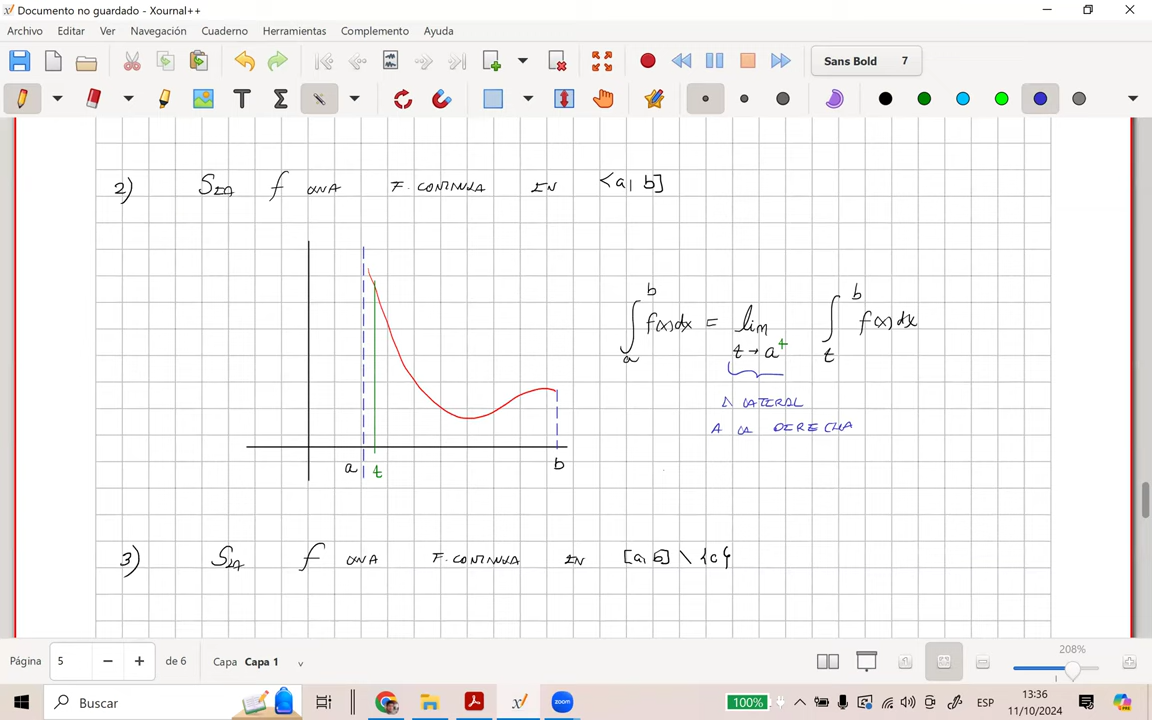 Documento no guardado - Xournal++
Archivo Editar Ver Navegación Cuaderno Herramientas Complemento Ayuda
Sans Bold 7
2) SEA f UNA F. CONTINUA EN <a, b]
∫_a^b f(x)dx = lim_{t→a⁺} ∫_t^b f(x)dx
LATERAL
A LA DERECHA
a t b
3) SEA f UNA F. CONTINUA EN [a, b] \ {c}
Página 5 de 6 Capa Capa 1 208%
Buscar 100% ESP 13:36
11/10/2024